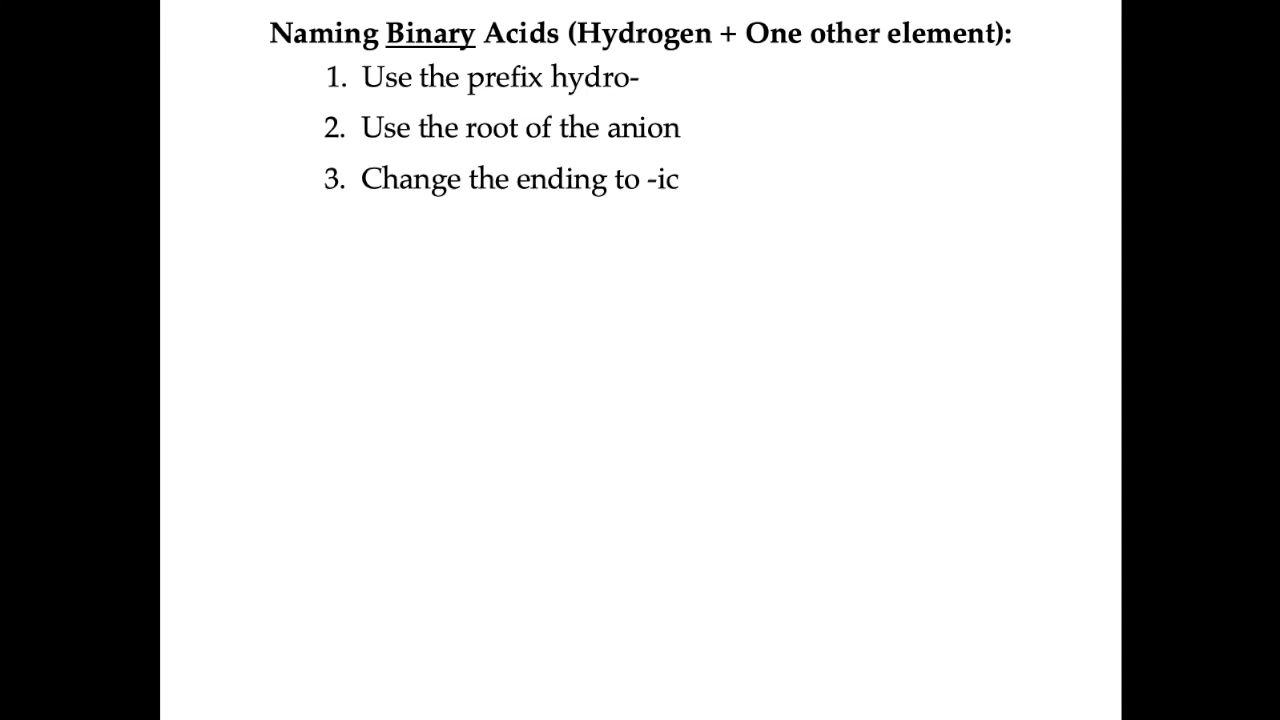 Naming Binary Acids (Hydrogen + One other element):
1. Use the prefix hydro-
2. Use the root of the anion
3. Change the ending to -ic